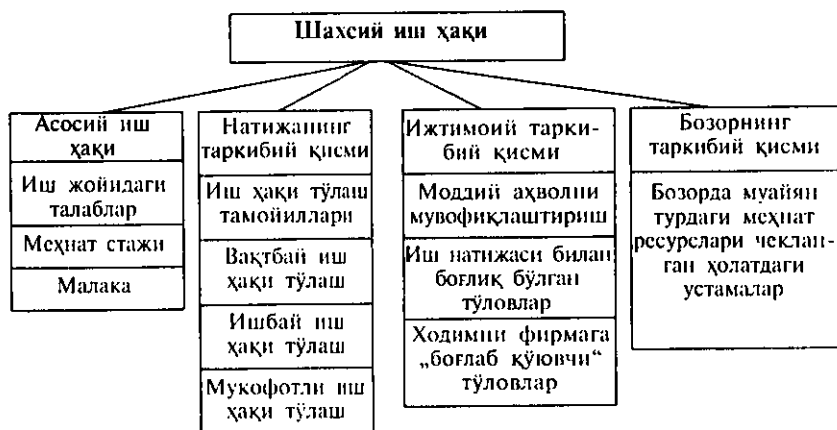 Шахсий иш ҳақи
Асосий иш
ҳақи
Иш жойидаги
талаблар
Меҳнат стажи
Малака
Натижанинг
таркибий қисми
Иш ҳақи тўлаш
тамойиллари
Вақтбай иш
ҳақи тўлаш
Ишбай иш
ҳақи тўлаш
Мукофотли иш
ҳақи тўлаш
Ижтимоий тарки-
бий қисми
Моддий аҳволни
мувофиқлаштириш
Иш натижаси билан
боғлиқ бўлган
тўловлар
Ходимни фирмага
„боғлаб қўювчи“
тўловлар
Бозорнинг
таркибий қисми
Бозорда муайян
турдаги меҳнат
ресурслари чеклан-
ган ҳолатдаги
устамалар